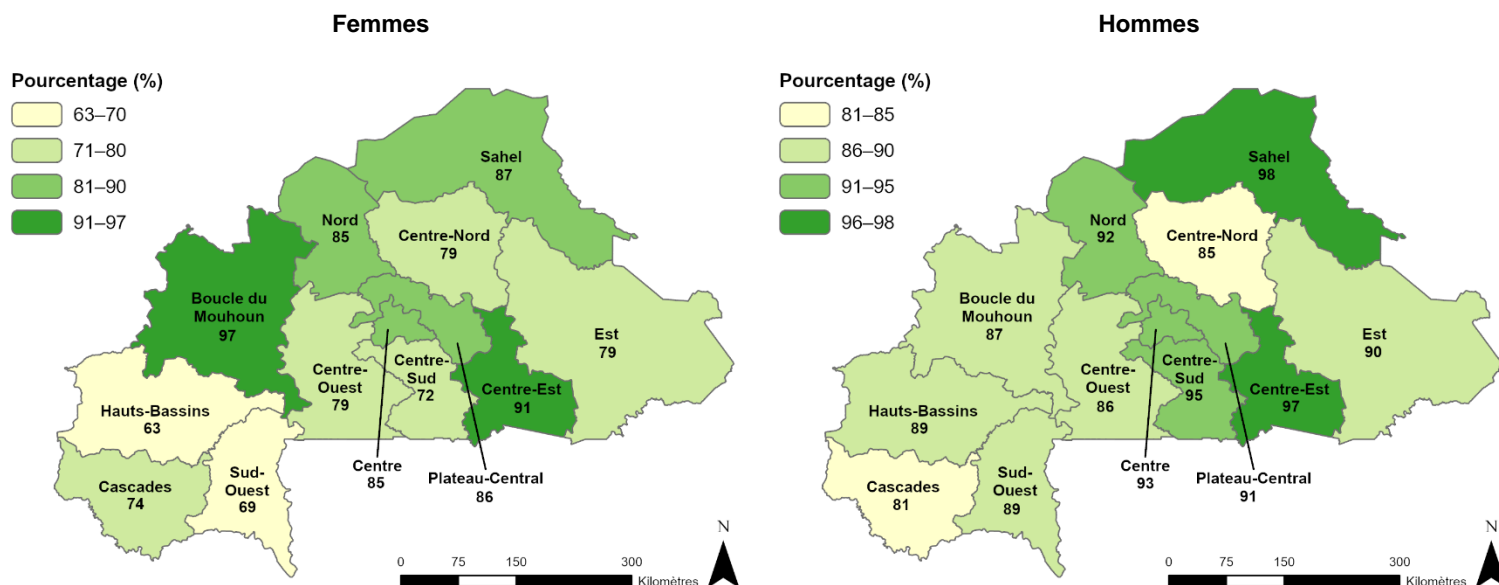 Femmes
Pourcentage (%)
63–70
71–80
81–90
91–97
Sahel
87
Nord
85
Centre-Nord
79
Boucle du
Mouhoun
97
Est
79
Centre-
Ouest
79
Centre-
Sud
72
Centre-Est
91
Hauts-Bassins
63
Cascades
74
Sud-
Ouest
69
Centre
85
Plateau-Central
86
N
0 75 150 300
Kilomètres
Hommes
Pourcentage (%)
81–85
86–90
91–95
96–98
Sahel
98
Nord
92
Centre-Nord
85
Boucle du
Mouhoun
87
Est
90
Centre-
Ouest
86
Centre-
Sud
95
Centre-Est
97
Hauts-Bassins
89
Cascades
81
Sud-
Ouest
89
Centre
93
Plateau-Central
91
N
0 75 150 300
Kilomètres